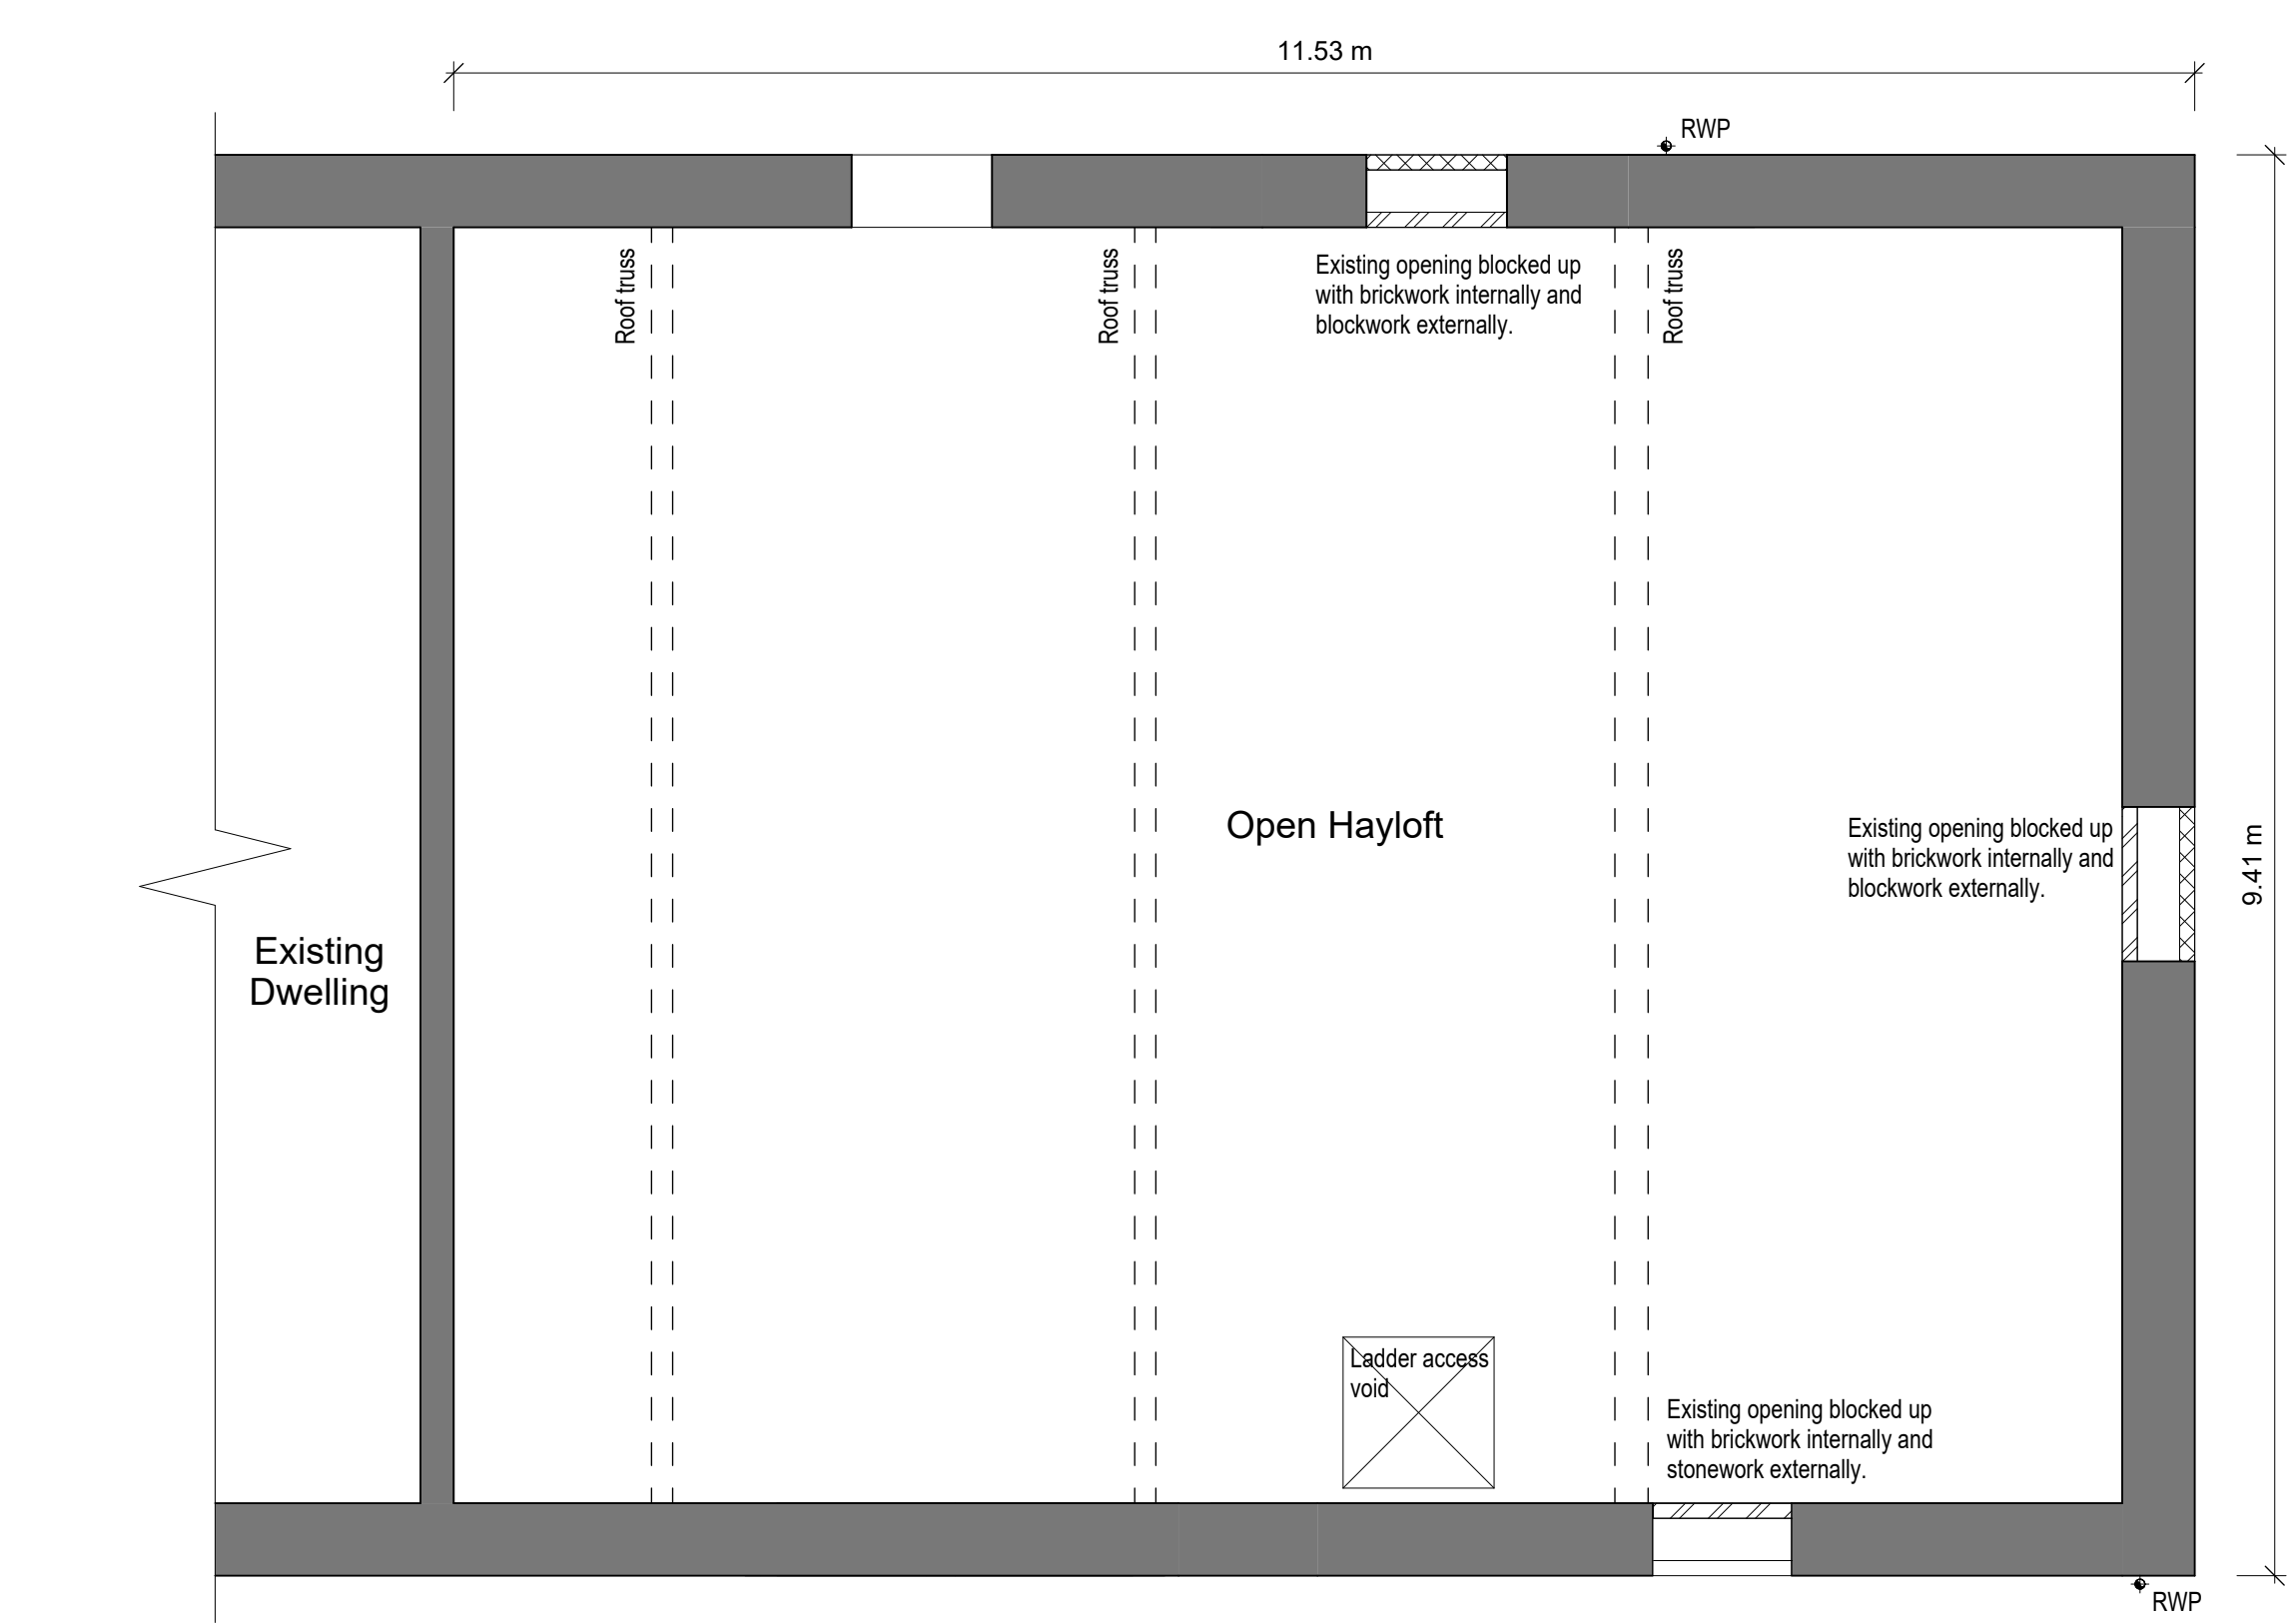 11.53 m
RWP
Roof truss
Roof truss
Existing opening blocked up
with brickwork internally and
blockwork externally.
Roof truss
Open Hayloft
Existing opening blocked up
with brickwork internally and
blockwork externally.
9.41 m
Existing
Dwelling
Ladder access
void
Existing opening blocked up
with brickwork internally and
stonework externally.
RWP